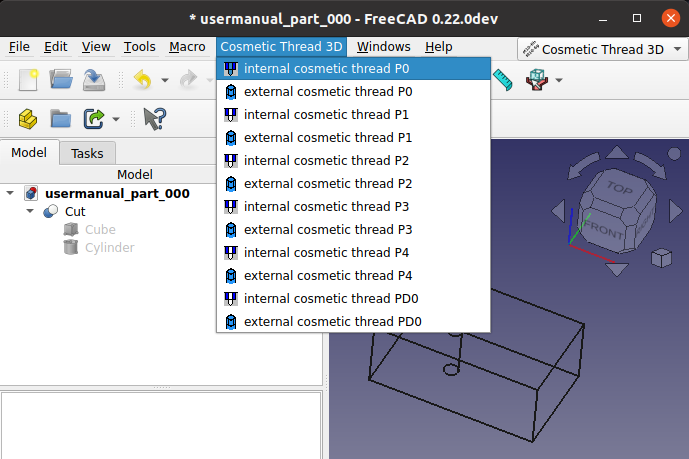 * usermanual_part_000 - FreeCAD 0.22.0dev
File Edit View Tools Macro Cosmetic Thread 3D Windows Help Cosmetic Thread 3D
internal cosmetic thread P0
external cosmetic thread P0
internal cosmetic thread P1
external cosmetic thread P1
internal cosmetic thread P2
external cosmetic thread P2
internal cosmetic thread P3
external cosmetic thread P3
internal cosmetic thread P4
external cosmetic thread P4
internal cosmetic thread PD0
external cosmetic thread PD0
Model Tasks
Model
usermanual_part_000
Cut
Cube
Cylinder
TOP
FRONT